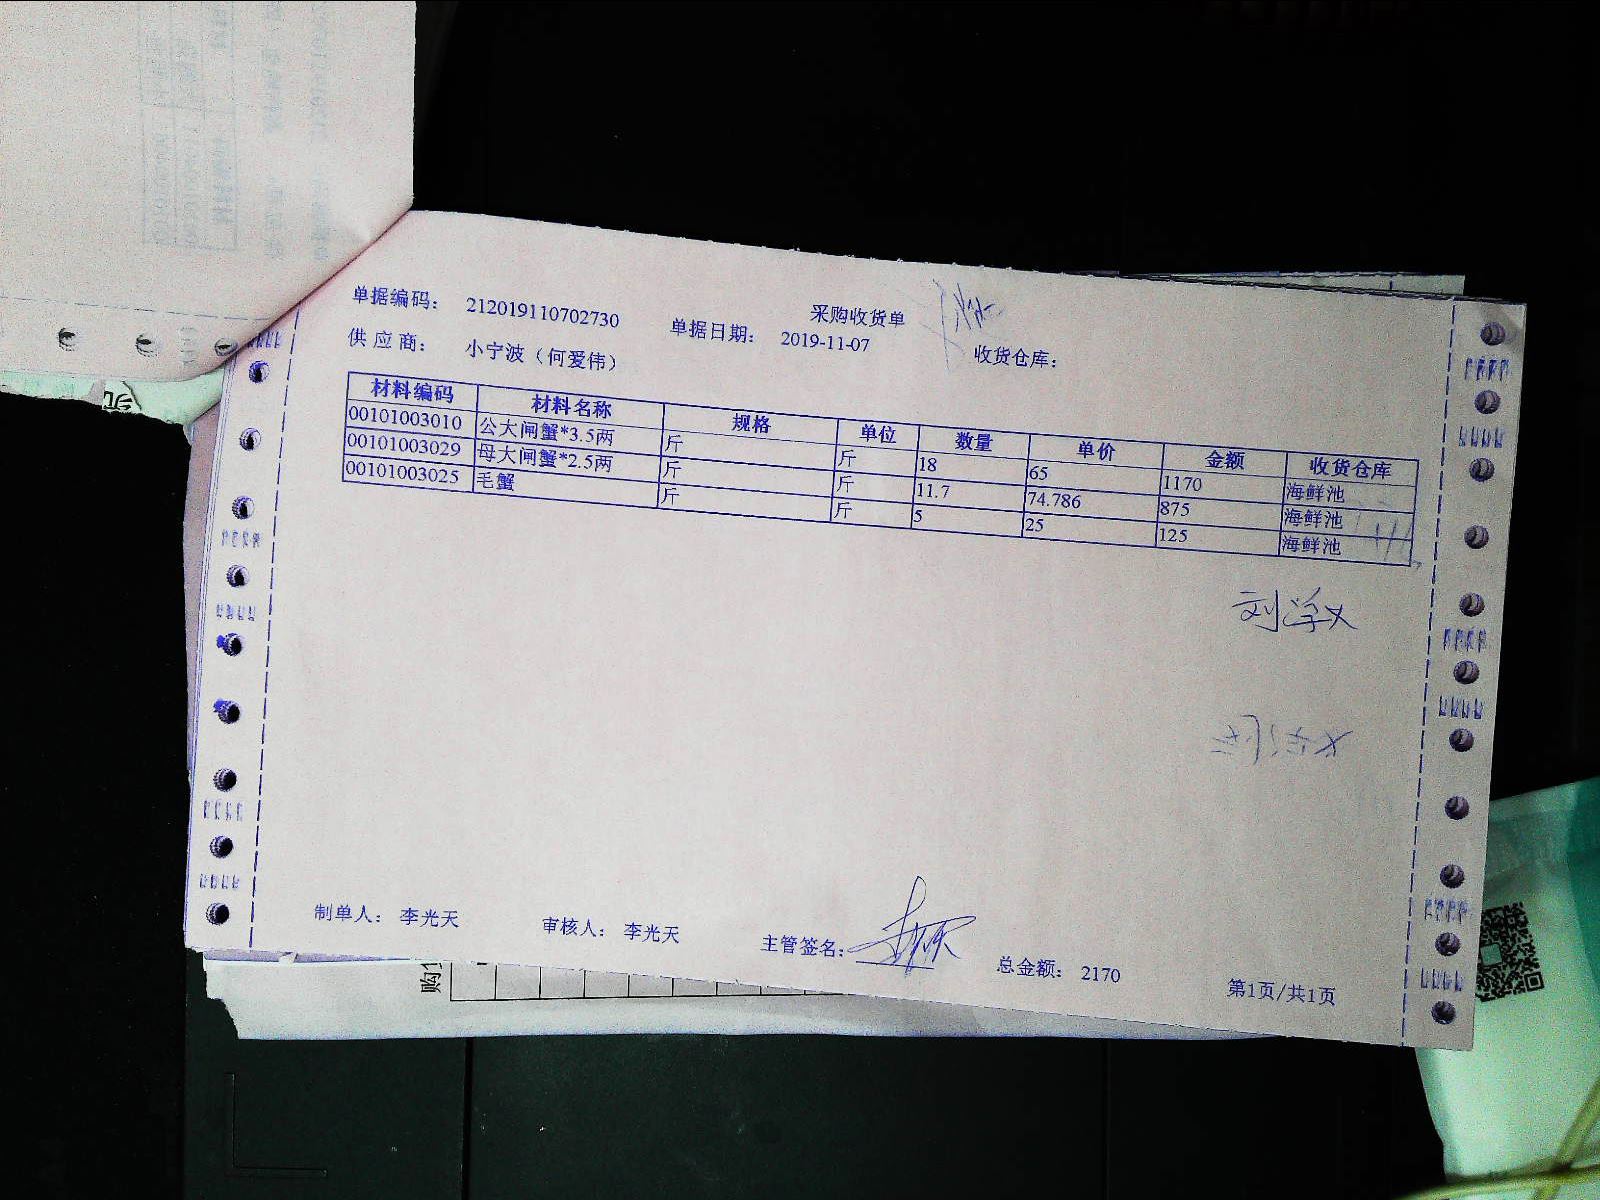 采购收货单
单据编码： 212019110702730 单据日期： 2019-11-07 收货仓库：
供 应 商： 小宁波（何爱伟）
材料编码 材料名称 规格 单位 数量 单价 金额 收货仓库
00101003010 公大闸蟹*3.5两 斤 斤 18 65 1170 海鲜池
00101003029 母大闸蟹*2.5两 斤 斤 11.7 74.786 875 海鲜池
00101003025 毛蟹 斤 斤 5 25 125 海鲜池
制单人： 李光天 审核人： 李光天 主管签名： 总金额： 2170
第1页/共1页
购